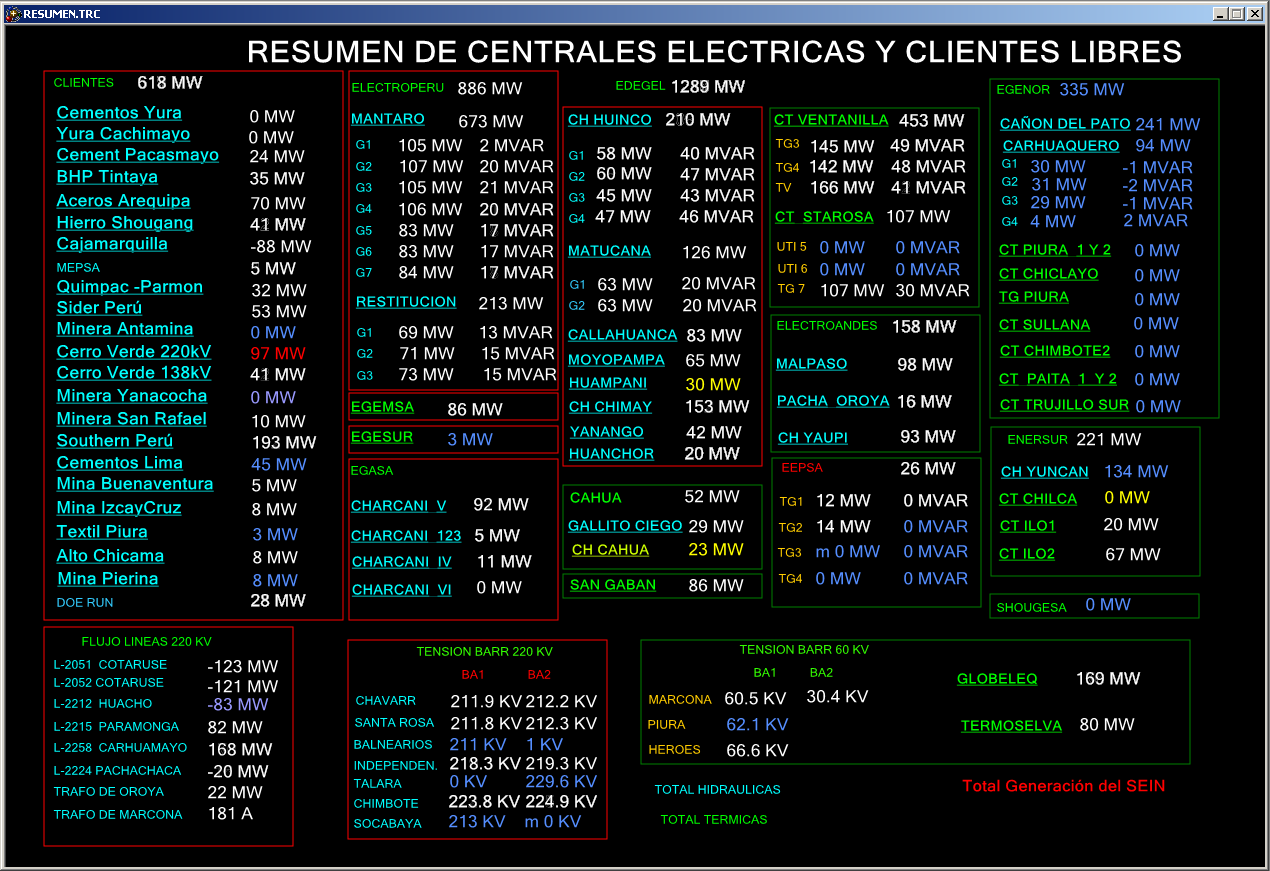 RESUMEN.TRC
RESUMEN DE CENTRALES ELECTRICAS Y CLIENTES LIBRES
CLIENTES 618 MW
Cementos Yura 0 MW
Yura Cachimayo 0 MW
Cement Pacasmayo 24 MW
BHP Tintaya 35 MW
Aceros Arequipa 70 MW
Hierro Shougang 41 MW
Cajamarquilla -88 MW
MEPSA 5 MW
Quimpac -Parmon 32 MW
Sider Perú 53 MW
Minera Antamina 0 MW
Cerro Verde 220kV 97 MW
Cerro Verde 138kV 41 MW
Minera Yanacocha 0 MW
Minera San Rafael 10 MW
Southern Perú 193 MW
Cementos Lima 45 MW
Mina Buenaventura 5 MW
Mina IzcayCruz 8 MW
Textil Piura 3 MW
Alto Chicama 8 MW
Mina Pierina 8 MW
DOE RUN 28 MW
ELECTROPERU 886 MW
MANTARO 673 MW
G1 105 MW 2 MVAR
G2 107 MW 20 MVAR
G3 105 MW 21 MVAR
G4 106 MW 20 MVAR
G5 83 MW 17 MVAR
G6 83 MW 17 MVAR
G7 84 MW 17 MVAR
RESTITUCION 213 MW
G1 69 MW 13 MVAR
G2 71 MW 15 MVAR
G3 73 MW 15 MVAR
EGEMSA 86 MW
EGESUR 3 MW
EGASA
CHARCANI V 92 MW
CHARCANI 123 5 MW
CHARCANI IV 11 MW
CHARCANI VI 0 MW
EDEGEL 1289 MW
CH HUINCO 210 MW
G1 58 MW 40 MVAR
G2 60 MW 47 MVAR
G3 45 MW 43 MVAR
G4 47 MW 46 MVAR
MATUCANA 126 MW
G1 63 MW 20 MVAR
G2 63 MW 20 MVAR
CALLAHUANCA 83 MW
MOYOPAMPA 65 MW
HUAMPANI 30 MW
CH CHIMAY 153 MW
YANANGO 42 MW
HUANCHOR 20 MW
CAHUA 52 MW
GALLITO CIEGO 29 MW
CH CAHUA 23 MW
SAN GABAN 86 MW
CT VENTANILLA 453 MW
TG3 145 MW 49 MVAR
TG4 142 MW 48 MVAR
TV 166 MW 41 MVAR
CT STAROSA 107 MW
UTI 5 0 MW 0 MVAR
UTI 6 0 MW 0 MVAR
TG 7 107 MW 30 MVAR
ELECTROANDES 158 MW
MALPASO 98 MW
PACHA OROYA 16 MW
CH YAUPI 93 MW
EEPSA 26 MW
TG1 12 MW 0 MVAR
TG2 14 MW 0 MVAR
TG3 m 0 MW 0 MVAR
TG4 0 MW 0 MVAR
EGENOR 335 MW
CAÑON DEL PATO 241 MW
CARHUAQUERO 94 MW
G1 30 MW -1 MVAR
G2 31 MW -2 MVAR
G3 29 MW -1 MVAR
G4 4 MW 2 MVAR
CT PIURA 1 Y 2 0 MW
CT CHICLAYO 0 MW
TG PIURA 0 MW
CT SULLANA 0 MW
CT CHIMBOTE2 0 MW
CT PAITA 1 Y 2 0 MW
CT TRUJILLO SUR 0 MW
ENERSUR 221 MW
CH YUNCAN 134 MW
CT CHILCA 0 MW
CT ILO1 20 MW
CT ILO2 67 MW
SHOUGESA 0 MW
FLUJO LINEAS 220 KV
L-2051 COTARUSE -123 MW
L-2052 COTARUSE -121 MW
L-2212 HUACHO -83 MW
L-2215 PARAMONGA 82 MW
L-2258 CARHUAMAYO 168 MW
L-2224 PACHACHACA -20 MW
TRAFO DE OROYA 22 MW
TRAFO DE MARCONA 181 A
TENSION BARR 220 KV
BA1 BA2
CHAVARR 211.9 KV 212.2 KV
SANTA ROSA 211.8 KV 212.3 KV
BALNEARIOS 211 KV 1 KV
INDEPENDEN. 218.3 KV 219.3 KV
TALARA 0 KV 229.6 KV
CHIMBOTE 223.8 KV 224.9 KV
SOCABAYA 213 KV m 0 KV
TENSION BARR 60 KV
BA1 BA2
MARCONA 60.5 KV 30.4 KV
PIURA 62.1 KV
HEROES 66.6 KV
GLOBELEQ 169 MW
TERMOSELVA 80 MW
TOTAL HIDRAULICAS
TOTAL TERMICAS
Total Generación del SEIN